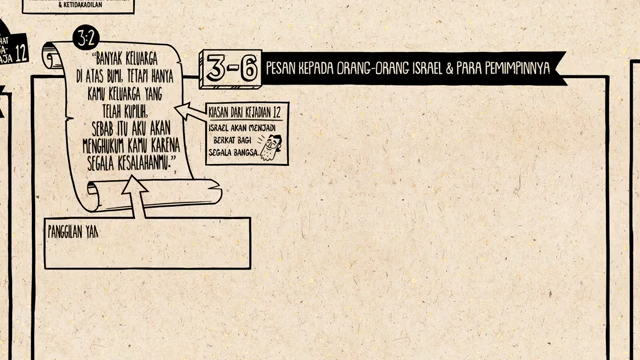 & KETIDAKADILAN
12
3:2
"BANYAK KELUARGA
DI ATAS BUMI, TETAPI HANYA
KAMU KELUARGA YANG
TELAH KUPILIH,
SEBAB ITU AKU AKAN
MENGHUKUM KAMU KARENA
SEGALA KESALAHANMU."
3-6
PESAN KEPADA ORANG-ORANG ISRAEL & PARA PEMIMPINNYA
KIASAN DARI KEJADIAN 12
ISRAEL AKAN MENJADI
BERKAT BAGI
SEGALA BANGSA...
PANGGILAN YAN